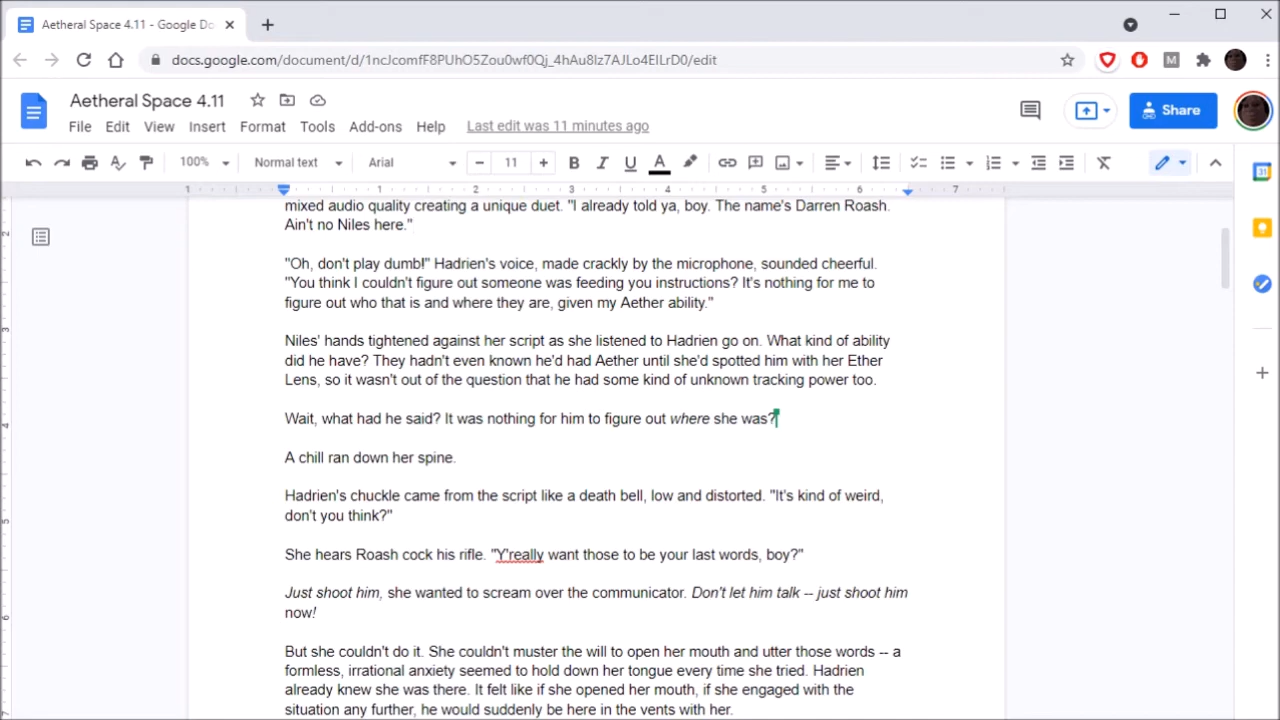 Aetheral Space 4.11 - Google Do
docs.google.com/document/d/1ncJcomfF8PUhO5Zou0wf0Qj_4hAu8lz7AJLo4EILrD0/edit
Aetheral Space 4.11
File Edit View Insert Format Tools Add-ons Help Last edit was 11 minutes ago
Share
100% Normal text Arial 11
1 1 2 3 4 5 6 7
mixed audio quality creating a unique duet. "I already told ya, boy. The name's Darren Roash.
Ain't no Niles here."
"Oh, don't play dumb!" Hadrien's voice, made crackly by the microphone, sounded cheerful.
"You think I couldn't figure out someone was feeding you instructions? It's nothing for me to
figure out who that is and where they are, given my Aether ability."
Niles' hands tightened against her script as she listened to Hadrien go on. What kind of ability
did he have? They hadn't even known he'd had Aether until she'd spotted him with her Ether
Lens, so it wasn't out of the question that he had some kind of unknown tracking power too.
Wait, what had he said? It was nothing for him to figure out where she was?
A chill ran down her spine.
Hadrien's chuckle came from the script like a death bell, low and distorted. "It's kind of weird,
don't you think?"
She hears Roash cock his rifle. "Y'really want those to be your last words, boy?"
Just shoot him, she wanted to scream over the communicator. Don't let him talk -- just shoot him
now!
But she couldn't do it. She couldn't muster the will to open her mouth and utter those words -- a
formless, irrational anxiety seemed to hold down her tongue every time she tried. Hadrien
already knew she was there. It felt like if she opened her mouth, if she engaged with the
situation any further, he would suddenly be here in the vents with her.